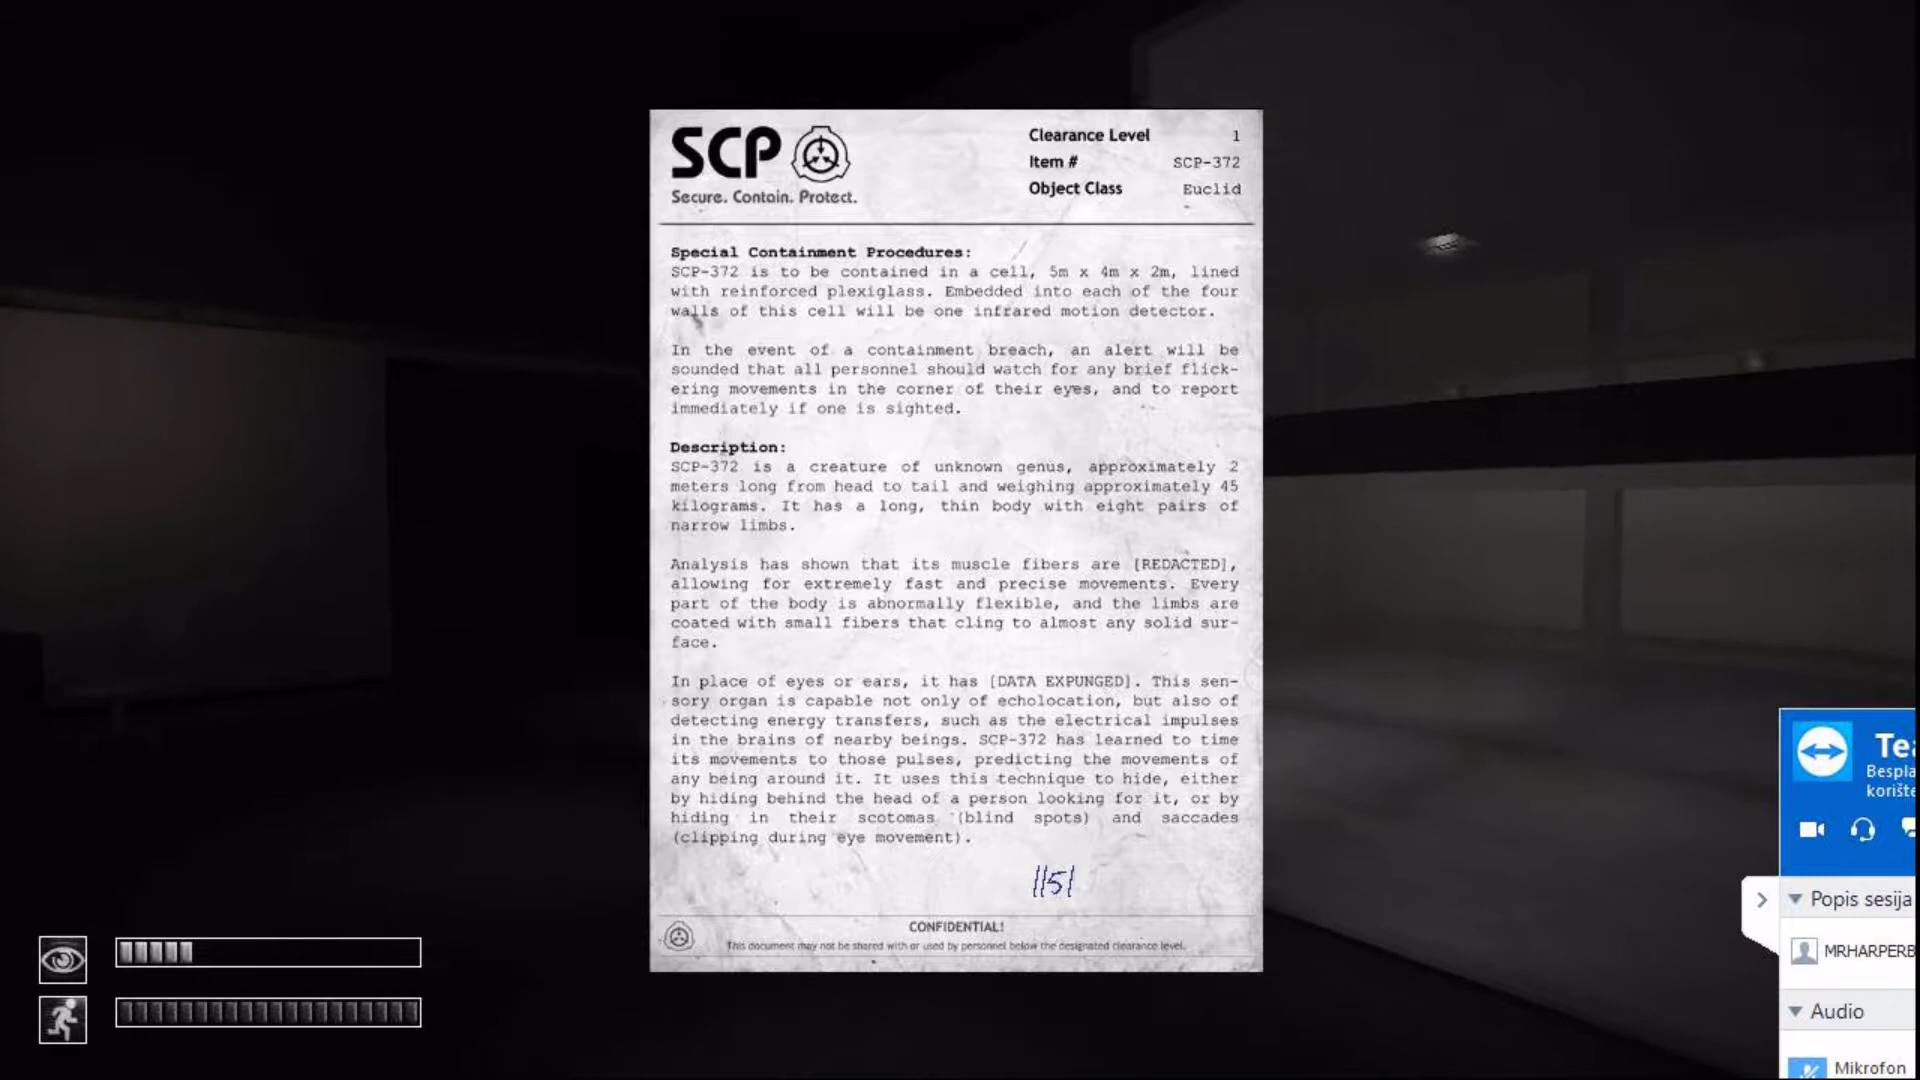 SCP
Secure. Contain. Protect.
Clearance Level 1
Item # SCP-372
Object Class Euclid
Special Containment Procedures:
SCP-372 is to be contained in a cell, 5m x 4m x 2m, lined
with reinforced plexiglass. Embedded into each of the four
walls of this cell will be one infrared motion detector.
In the event of a containment breach, an alert will be
sounded that all personnel should watch for any brief flick-
ering movements in the corner of their eyes, and to report
immediately if one is sighted.
Description:
SCP-372 is a creature of unknown genus, approximately 2
meters long from head to tail and weighing approximately 45
kilograms. It has a long, thin body with eight pairs of
narrow limbs.
Analysis has shown that its muscle fibers are [REDACTED],
allowing for extremely fast and precise movements. Every
part of the body is abnormally flexible, and the limbs are
coated with small fibers that cling to almost any solid sur-
face.
In place of eyes or ears, it has [DATA EXPUNGED]. This sen-
sory organ is capable not only of echolocation, but also of
detecting energy transfers, such as the electrical impulses
in the brains of nearby beings. SCP-372 has learned to time
its movements to those pulses, predicting the movements of
any being around it. It uses this technique to hide, either
by hiding behind the head of a person looking for it, or by
hiding in their scotomas (blind spots) and saccades
(clipping during eye movement).
1151
CONFIDENTIAL!
This document may not be shared with or used by personnel below the designated clearance level.
Tea
Bespla
korište
Popis sesija
MRHARPERB
Audio
Mikrofon